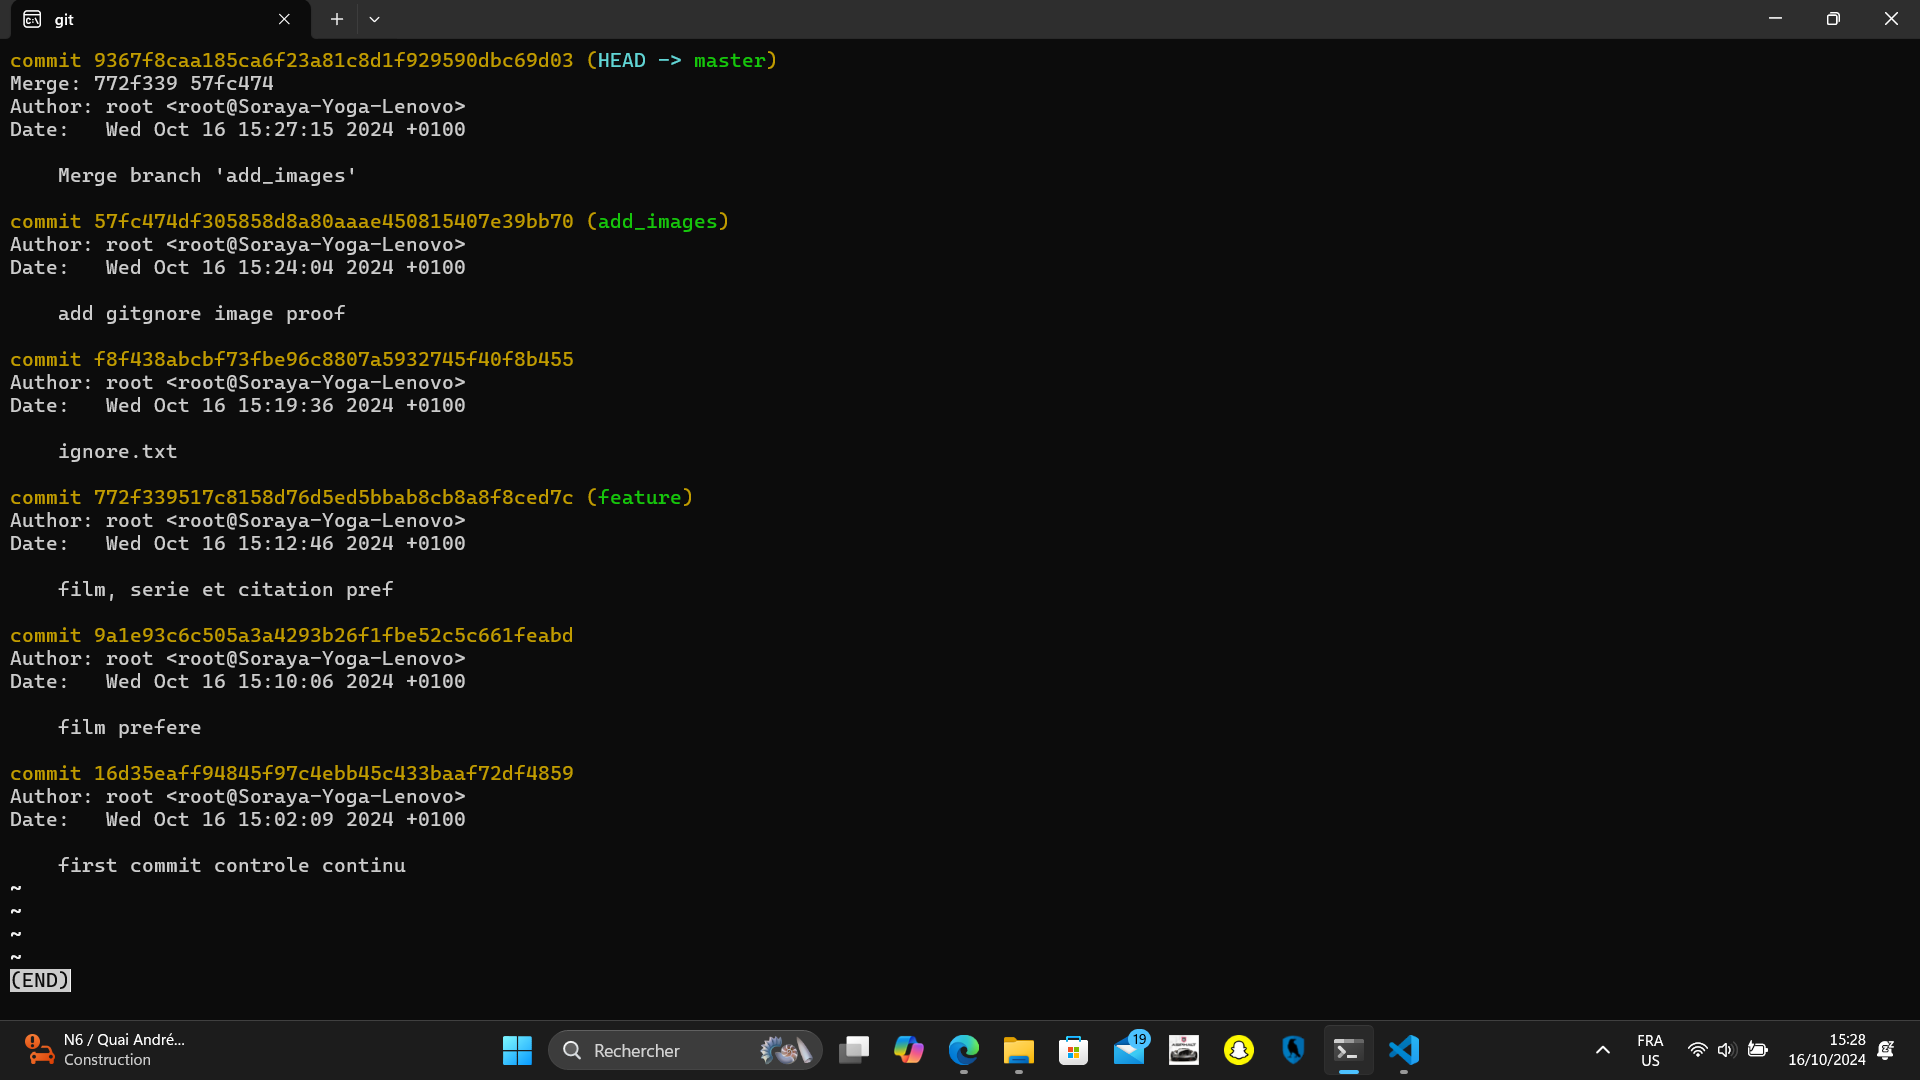 git
commit 9367f8caa185ca6f23a81c8d1f929590dbc69d03 (HEAD -> master)
Merge: 772f339 57fc474
Author: root <root@Soraya-Yoga-Lenovo>
Date:   Wed Oct 16 15:27:15 2024 +0100
Merge branch 'add_images'
commit 57fc474df305858d8a80aaae450815407e39bb70 (add_images)
Author: root <root@Soraya-Yoga-Lenovo>
Date:   Wed Oct 16 15:24:04 2024 +0100
add gitgnore image proof
commit f8f438abcbf73fbe96c8807a5932745f40f8b455
Author: root <root@Soraya-Yoga-Lenovo>
Date:   Wed Oct 16 15:19:36 2024 +0100
ignore.txt
commit 772f339517c8158d76d5ed5bbab8cb8a8f8ced7c (feature)
Author: root <root@Soraya-Yoga-Lenovo>
Date:   Wed Oct 16 15:12:46 2024 +0100
film, serie et citation pref
commit 9a1e93c6c505a3a4293b26f1fbe52c5c661feabd
Author: root <root@Soraya-Yoga-Lenovo>
Date:   Wed Oct 16 15:10:06 2024 +0100
film prefere
commit 16d35eaff94845f97c4ebb45c433baaf72df4859
Author: root <root@Soraya-Yoga-Lenovo>
Date:   Wed Oct 16 15:02:09 2024 +0100
first commit controle continu
~
~
~
~
(END)
N6 / Quai André...
Construction
Rechercher
19
FRA
US
15:28
16/10/2024